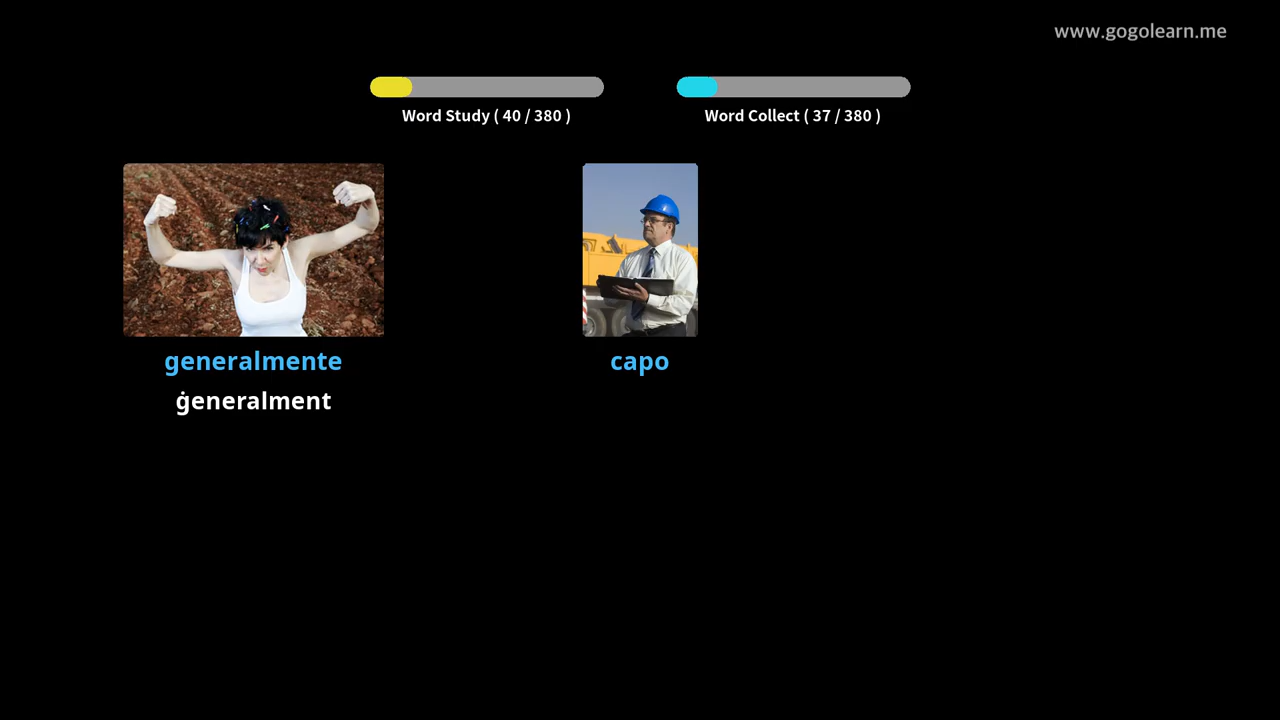 www.gogolearn.me
Word Study ( 40 / 380 )
Word Collect ( 37 / 380 )
generalmente
ġeneralment
capo